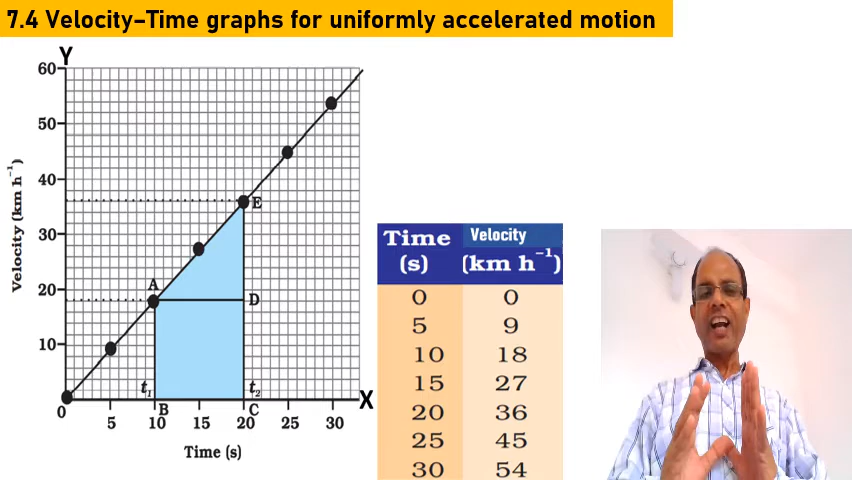 7.4 Velocity–Time graphs for uniformly accelerated motion
Y
60
50
40
30
20
10
0
Velocity (km h⁻¹)
A
E
D
t₁
t₂
B
C
X
5 10 15 20 25 30
Time (s)
Time (s) Velocity (km h⁻¹)
0 0
5 9
10 18
15 27
20 36
25 45
30 54